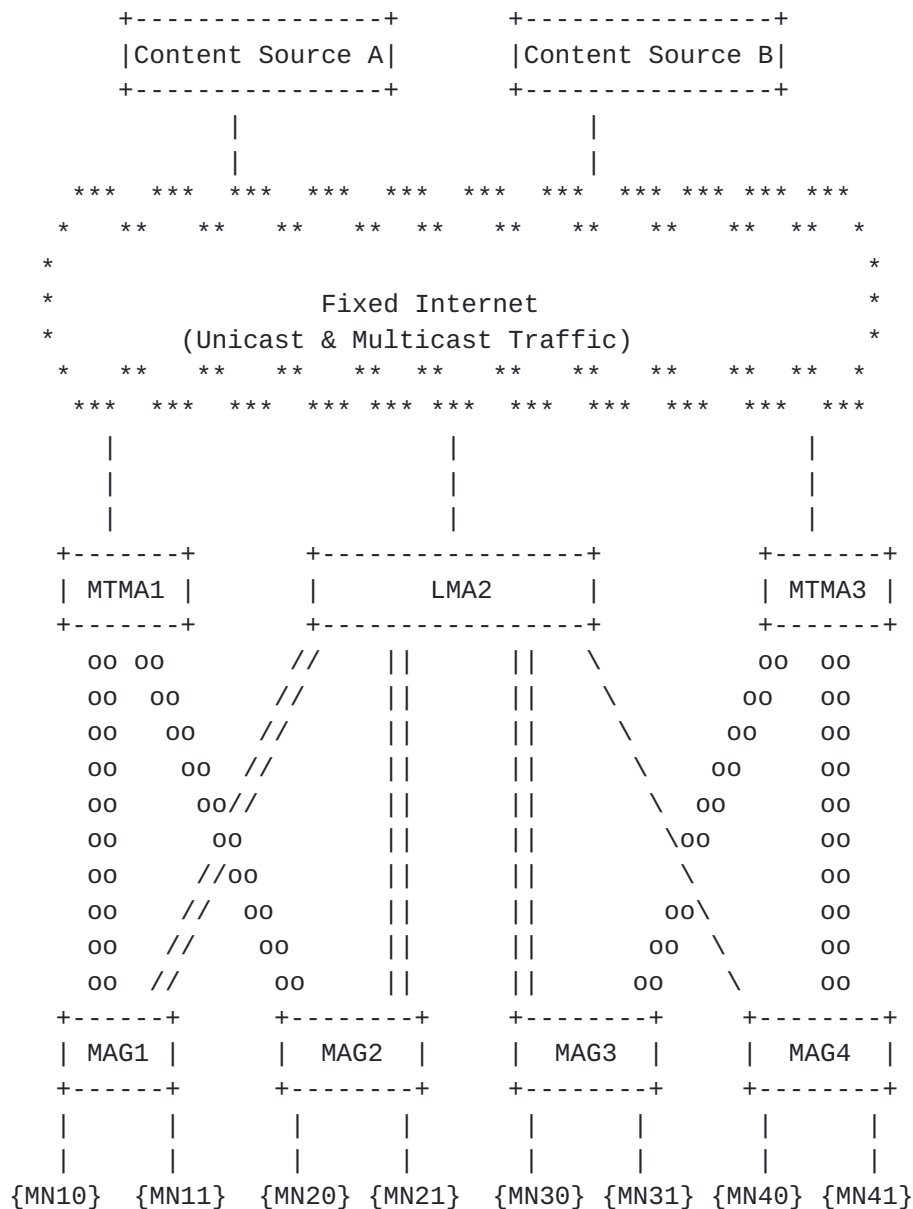 Content Source A Content Source B
Fixed Internet
(Unicast & Multicast Traffic)
MTMA1 LMA2 MTMA3
MAG1 MAG2 MAG3 MAG4
{MN10} {MN11} {MN20} {MN21} {MN30} {MN31} {MN40} {MN41}